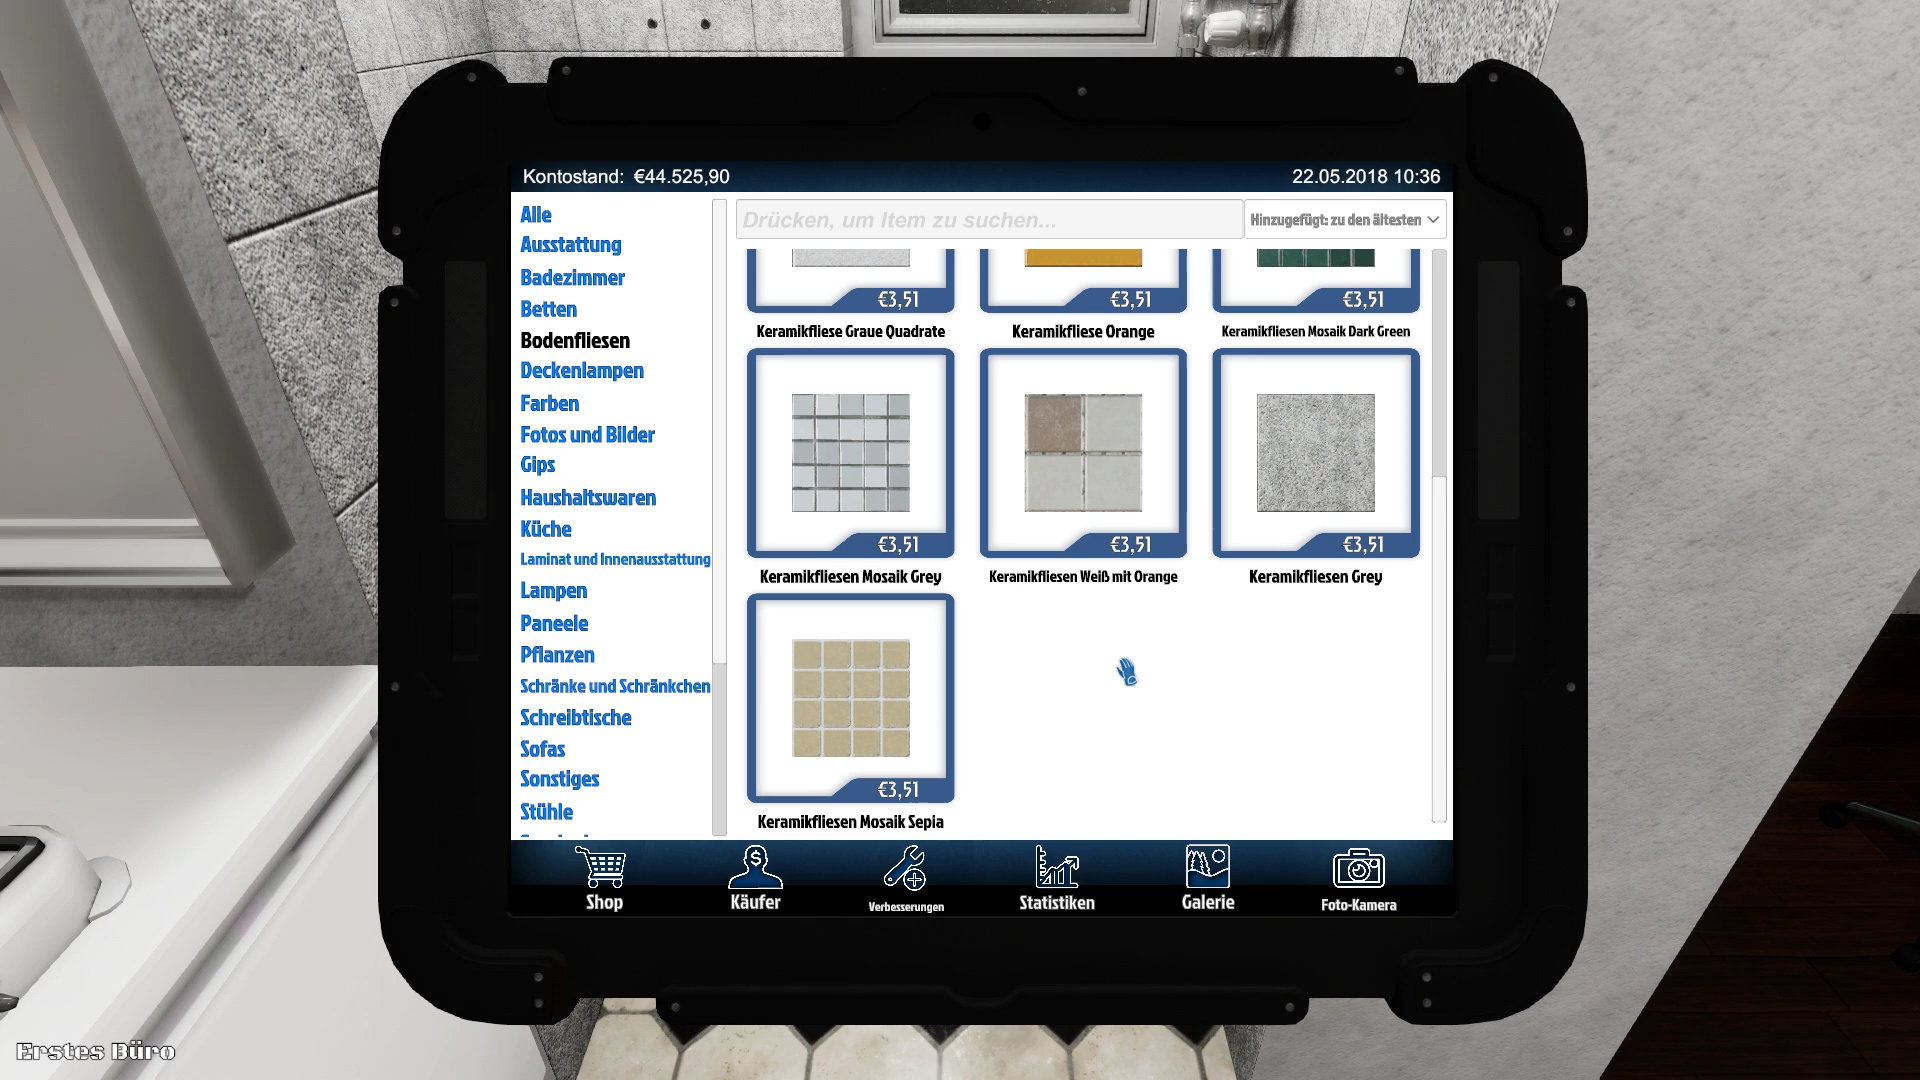 Kontostand: €44.525,90
22.05.2018 10:36
Alle
Ausstattung
Badezimmer
Betten
Bodenfliesen
Deckenlampen
Farben
Fotos und Bilder
Gips
Haushaltswaren
Küche
Laminat und Innenausstattung
Lampen
Paneele
Pflanzen
Schränke und Schränkchen
Schreibtische
Sofas
Sonstiges
Stühle
Drücken, um Item zu suchen...
Hinzugefügt: zu den ältesten
€3,51
€3,51
€3,51
Keramikfliese Graue Quadrate
Keramikfliese Orange
Keramikfliesen Mosaik Dark Green
€3,51
€3,51
€3,51
Keramikfliesen Mosaik Grey
Keramikfliesen Weiß mit Orange
Keramikfliesen Grey
€3,51
Keramikfliesen Mosaik Sepia
Shop
Käufer
Verbesserungen
Statistiken
Galerie
Foto-Kamera
Erstes Büro